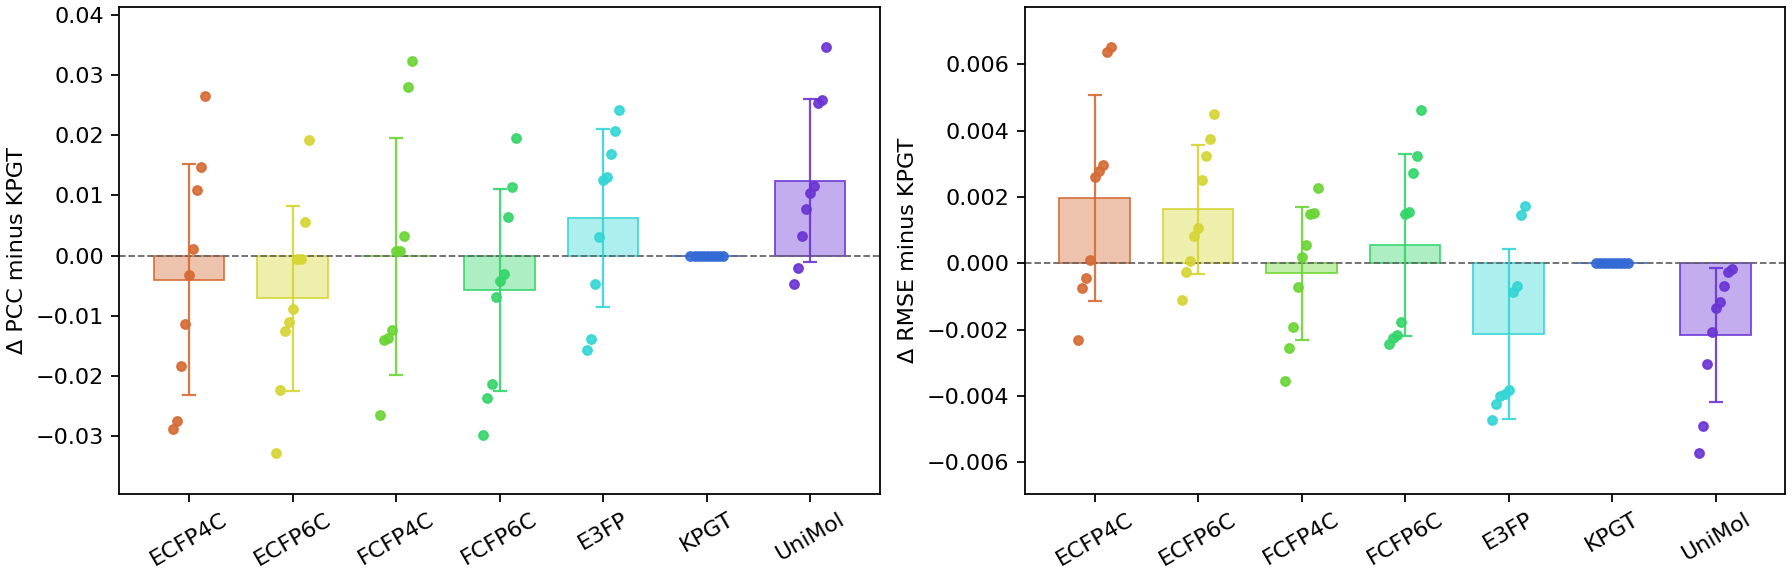 Δ PCC minus KPGT
0.04
0.03
0.02
0.01
0.00
−0.01
−0.02
−0.03
ECFP4C
ECFP6C
FCFP4C
FCFP6C
E3FP
KPGT
UniMol
Δ RMSE minus KPGT
0.006
0.004
0.002
0.000
−0.002
−0.004
−0.006
ECFP4C
ECFP6C
FCFP4C
FCFP6C
E3FP
KPGT
UniMol